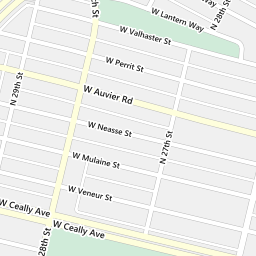 W Lantern Way
N 28th St
W Valhaster St
W Perrit St
N 29th St
W Auvier Rd
W Neasse St
N 27th St
W Mulaine St
W Veneur St
W Ceally Ave
W Ceally Ave
28th St